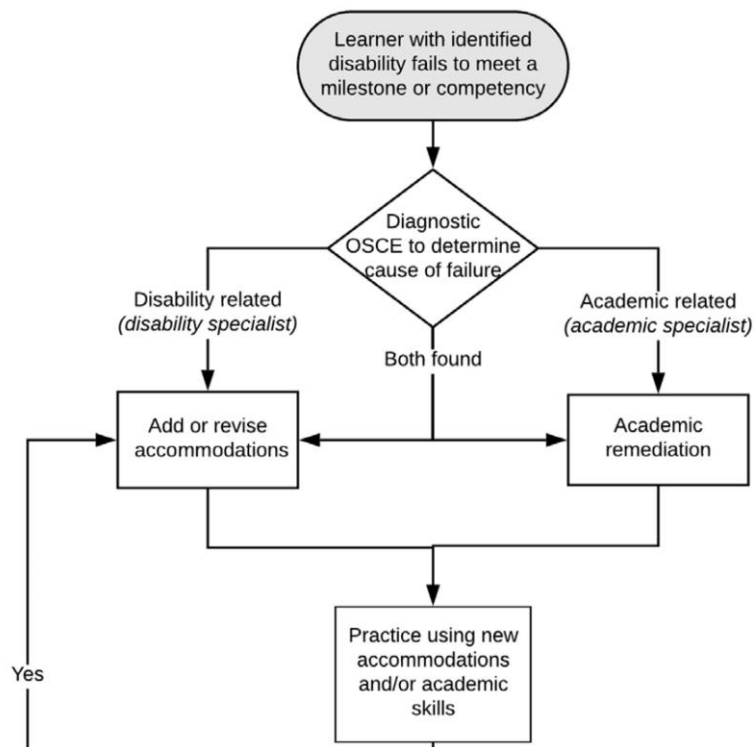 Learner with identified
disability fails to meet a
milestone or competency
Diagnostic
OSCE to determine
cause of failure
Disability related
(disability specialist)
Academic related
(academic specialist)
Both found
Add or revise
accommodations
Academic
remediation
Practice using new
accommodations
and/or academic
skills
Yes